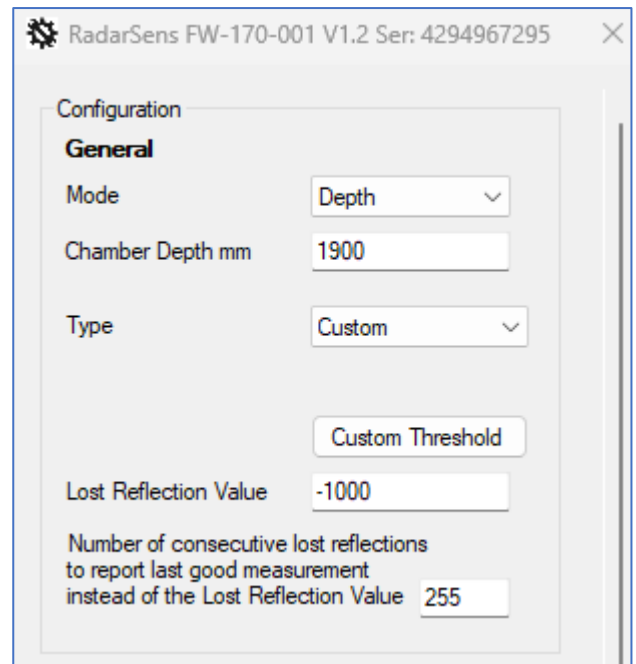 RadarSens FW-170-001 V1.2 Ser: 4294967295
Configuration
General
Mode Depth
Chamber Depth mm 1900
Type Custom
Custom Threshold
Lost Reflection Value -1000
Number of consecutive lost reflections
to report last good measurement
instead of the Lost Reflection Value 255